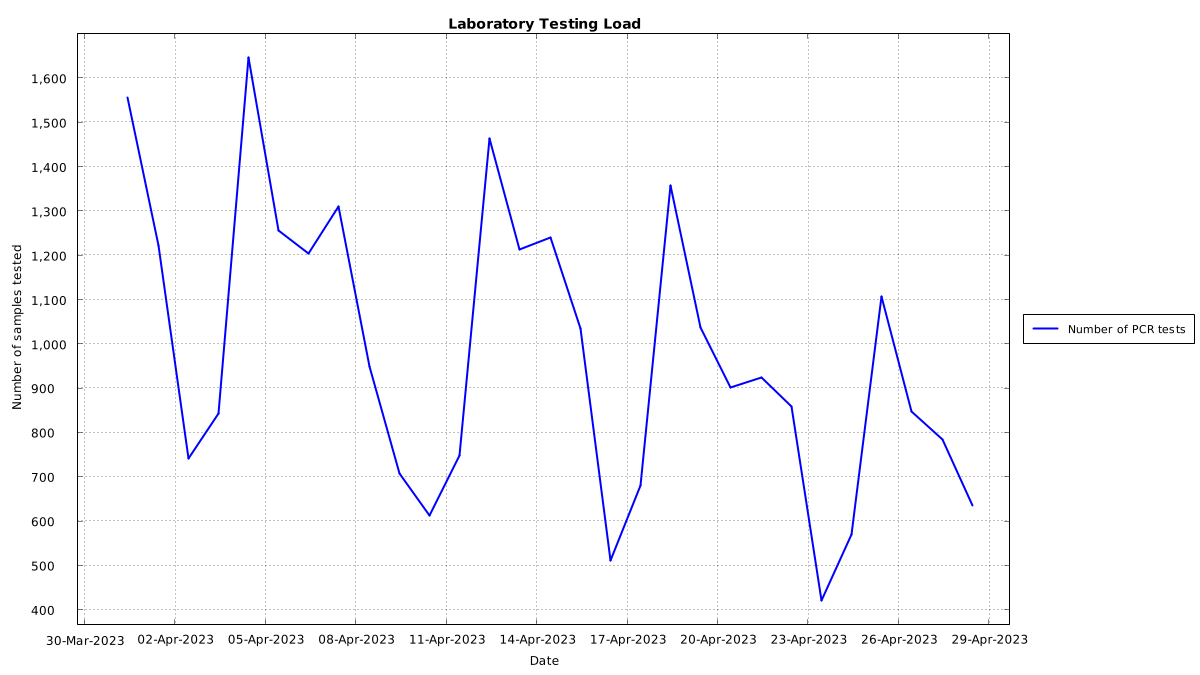 Laboratory Testing Load
Number of samples tested
1,600
1,500
1,400
1,300
1,200
1,100
1,000
900
800
700
600
500
400
30-Mar-2023 02-Apr-2023 05-Apr-2023 08-Apr-2023 11-Apr-2023 14-Apr-2023 17-Apr-2023 20-Apr-2023 23-Apr-2023 26-Apr-2023 29-Apr-2023
Date
Number of PCR tests